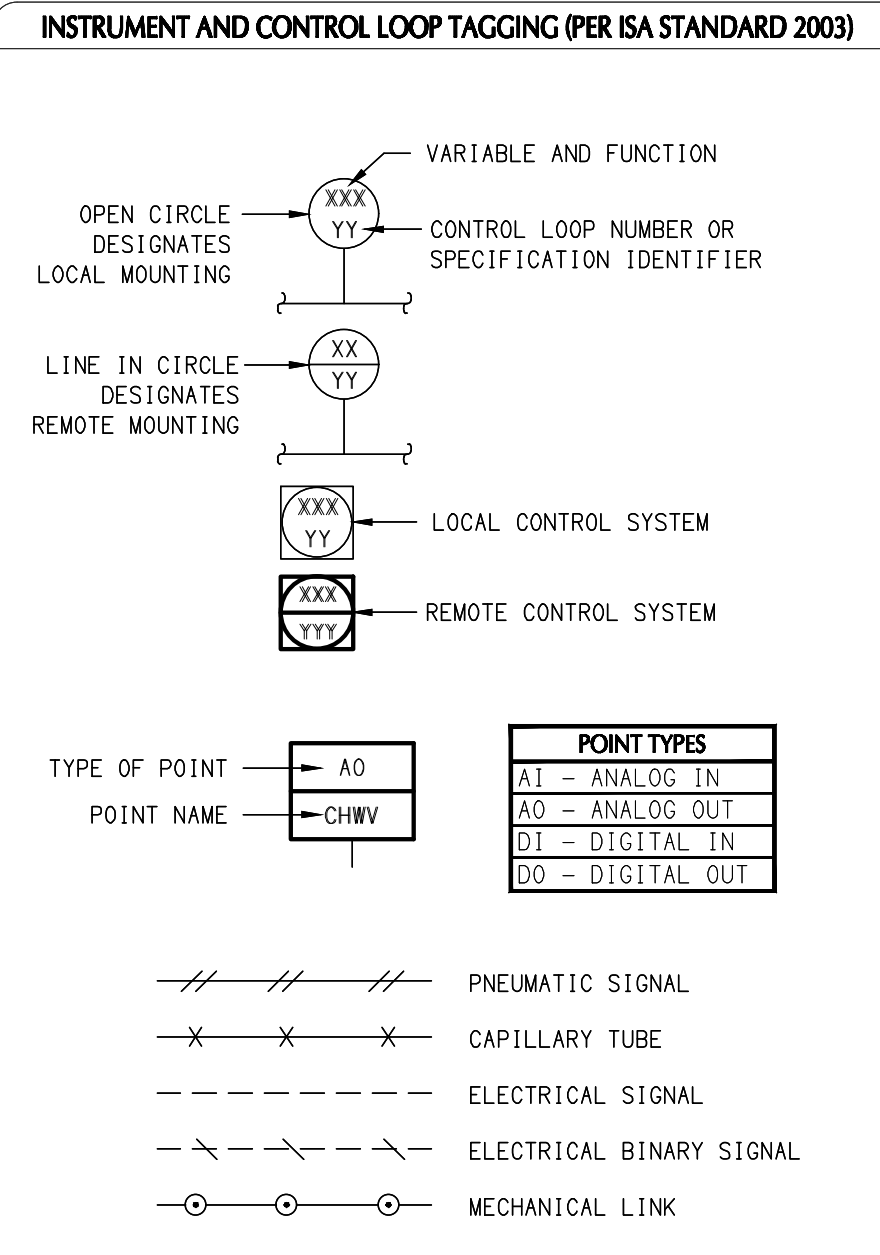 INSTRUMENT AND CONTROL LOOP TAGGING (PER ISA STANDARD 2003)
VARIABLE AND FUNCTION
XXX
YY
OPEN CIRCLE
DESIGNATES
LOCAL MOUNTING
CONTROL LOOP NUMBER OR
SPECIFICATION IDENTIFIER
XX
YY
LINE IN CIRCLE
DESIGNATES
REMOTE MOUNTING
XXX
YY
LOCAL CONTROL SYSTEM
XXX
YYY
REMOTE CONTROL SYSTEM
TYPE OF POINT
AO
POINT NAME
CHWV
POINT TYPES
AI – ANALOG IN
AO – ANALOG OUT
DI – DIGITAL IN
DO – DIGITAL OUT
PNEUMATIC SIGNAL
CAPILLARY TUBE
ELECTRICAL SIGNAL
ELECTRICAL BINARY SIGNAL
MECHANICAL LINK